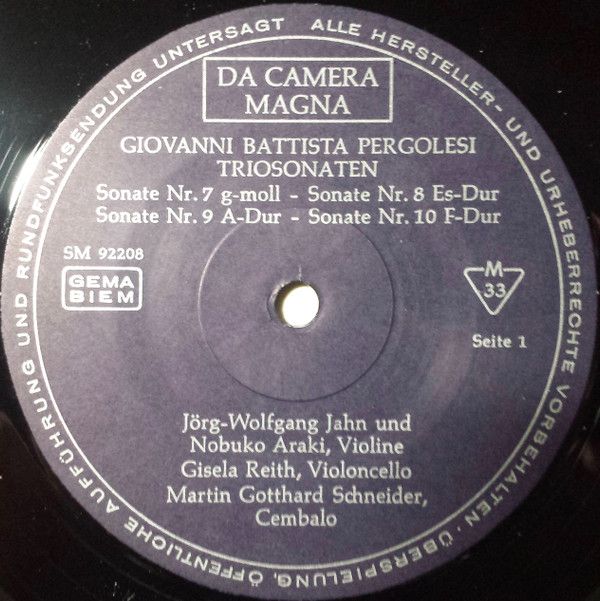 DA CAMERA
MAGNA
GIOVANNI BATTISTA PERGOLESI
TRIOSONATEN
Sonate Nr. 7 g-moll – Sonate Nr. 8 Es-Dur
Sonate Nr. 9 A-Dur – Sonate Nr. 10 F-Dur
SM 92208
GEMA
BIEM
M
33
Seite 1
Jörg-Wolfgang Jahn und
Nobuko Araki, Violine
Gisela Reith, Violoncello
Martin Gotthard Schneider,
Cembalo
ALLE HERSTELLER- UND URHEBERRECHTE VORBEHALTEN · ÜBERSPIELUNG, ÖFFENTLICHE AUFFÜHRUNG UND RUNDFUNKSENDUNG UNTERSAGT